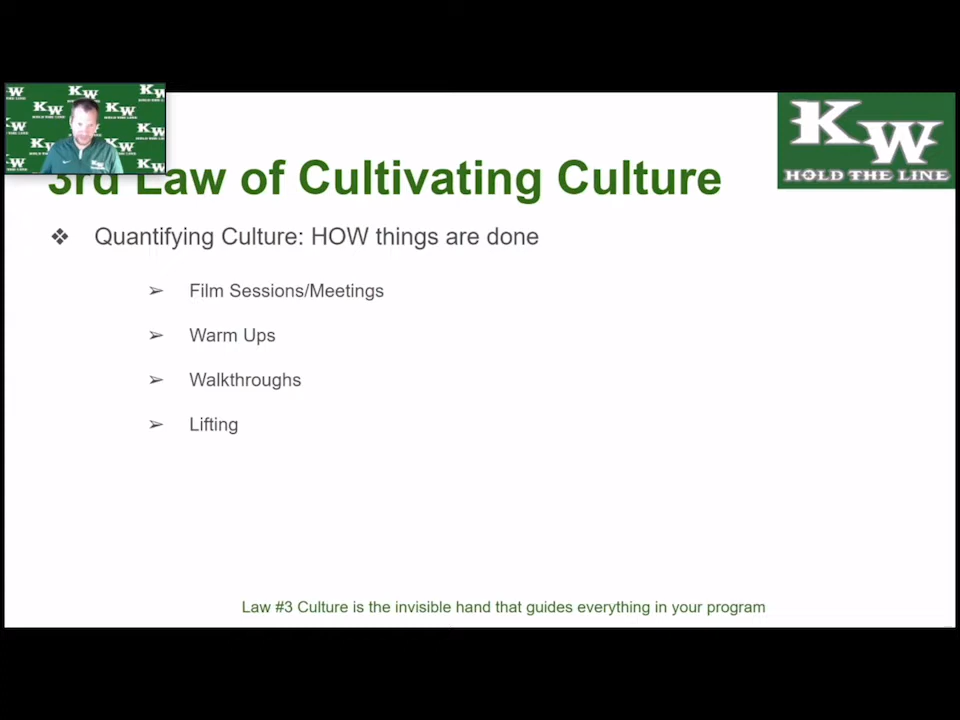 KW
HOLD THE LINE
3rd Law of Cultivating Culture
Quantifying Culture: HOW things are done
Film Sessions/Meetings
Warm Ups
Walkthroughs
Lifting
Law #3 Culture is the invisible hand that guides everything in your program